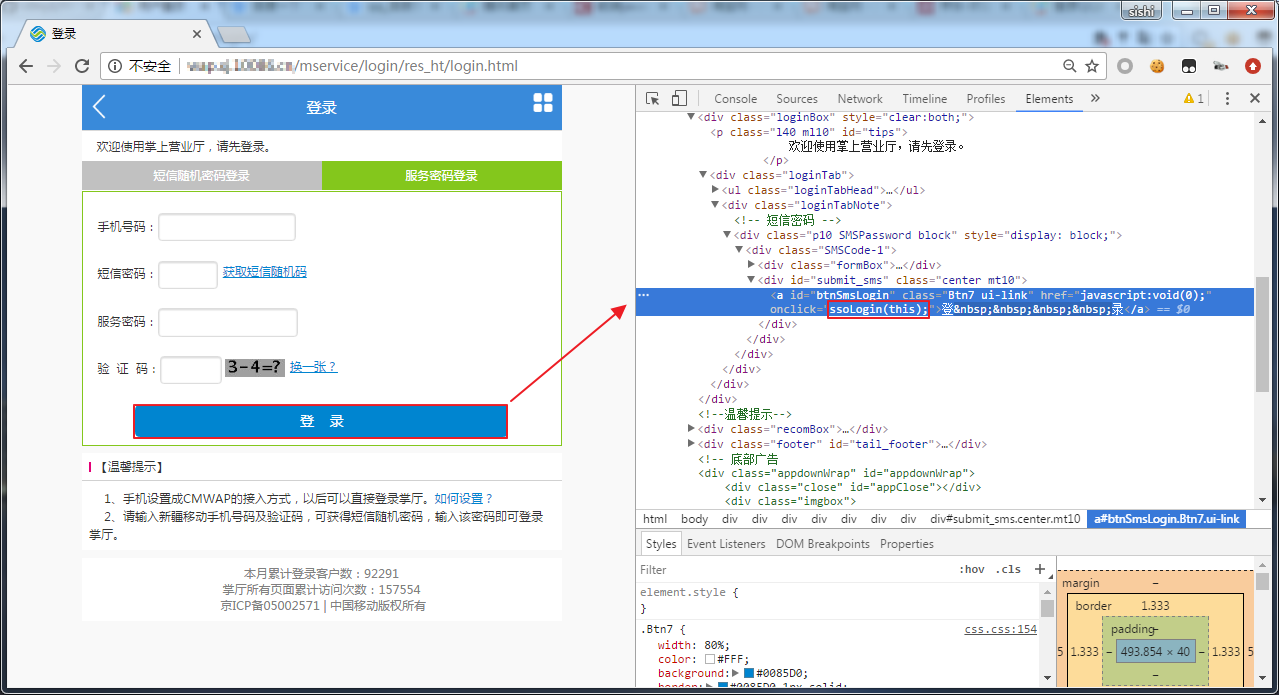 sishi
登录
不安全
/mservice/login/res_ht/login.html
登录
欢迎使用掌上营业厅，请先登录。
短信随机密码登录
服务密码登录
手机号码：
短信密码：
获取短信随机码
服务密码：
验 证 码：
3-4=?
换一张？
登 录
【温馨提示】
1、手机设置成CMWAP的接入方式，以后可以直接登录掌厅。如何设置？
2、请输入新疆移动手机号码及验证码，可获得短信随机密码，输入该密码即可登录
掌厅。
本月累计登录客户数：92291
掌厅所有页面累计访问次数：157554
京ICP备05002571 | 中国移动版权所有
Console Sources Network Timeline Profiles Elements » 1
▼<div class="loginBox" style="clear:both;">
<p class="l40 ml10" id="tips">
欢迎使用掌上营业厅，请先登录。
</p>
▼<div class="loginTab">
▶<ul class="loginTabHead">…</ul>
▼<div class="loginTabNote">
<!-- 短信密码 -->
▼<div class="p10 SMSPassword block" style="display: block;">
▼<div class="SMSCode-1">
▶<div class="formBox">…</div>
▼<div id="submit_sms" class="center mt10">
<a id="btnSmsLogin" class="Btn7 ui-link" href="javascript:void(0);"
onclick="ssoLogin(this);">登&nbsp;&nbsp;&nbsp;&nbsp;录</a> == $0
</div>
</div>
</div>
</div>
</div>
</div>
<!--温馨提示-->
▶<div class="recomBox">…</div>
▶<div class="footer" id="tail_footer">…</div>
<!-- 底部广告
<div class="appdownWrap" id="appdownWrap">
<div class="close" id="appClose"></div>
<div class="imgbox">
html body div div div div div div div div#submit_sms.center.mt10 a#btnSmsLogin.Btn7.ui-link
Styles Event Listeners DOM Breakpoints Properties
Filter :hov .cls +
element.style {
}
.Btn7 { css.css:154
width: 80%;
color: #FFF;
background:▶ #0085D0;
border:▶ #0085D0 1px solid;
margin –
border 1.333
padding –
5 1.333 – 493.854 × 40 – 1.333 5
–